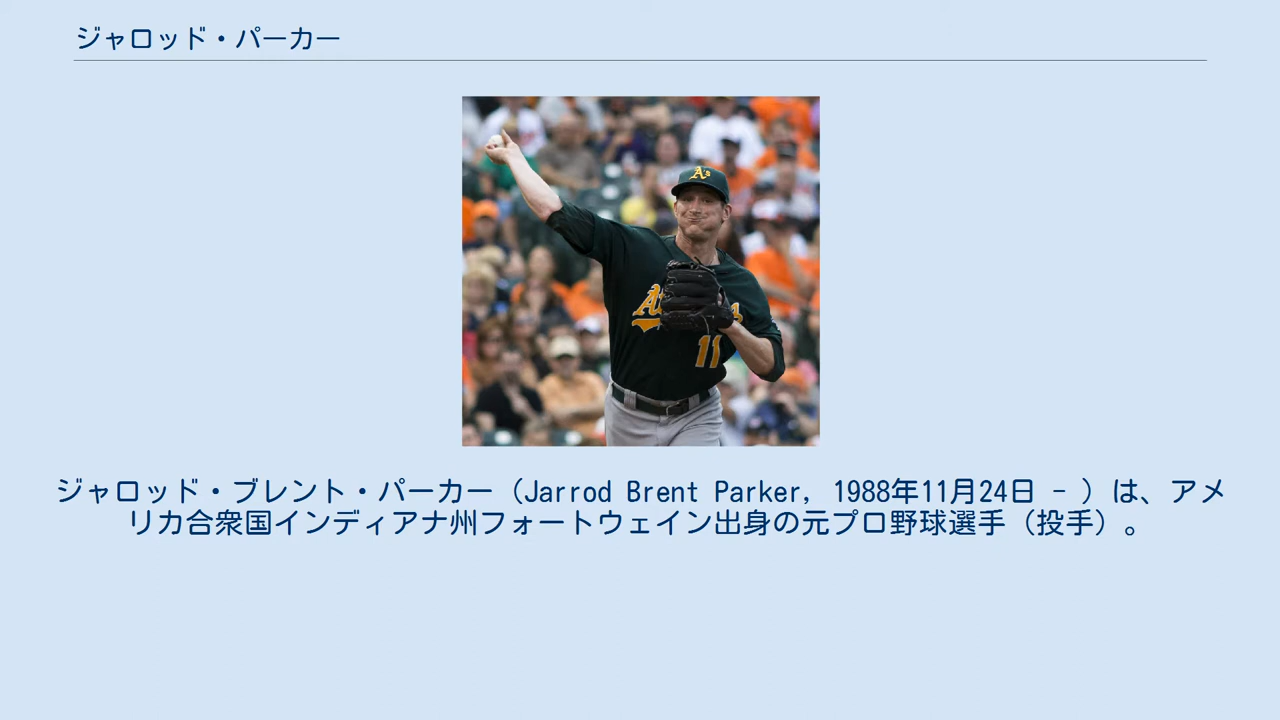 ジャロッド・パーカー
A's
A
s
11
ジャロッド・ブレント・パーカー（Jarrod Brent Parker, 1988年11月24日 - ）は、アメ
リカ合衆国インディアナ州フォートウェイン出身の元プロ野球選手（投手）。